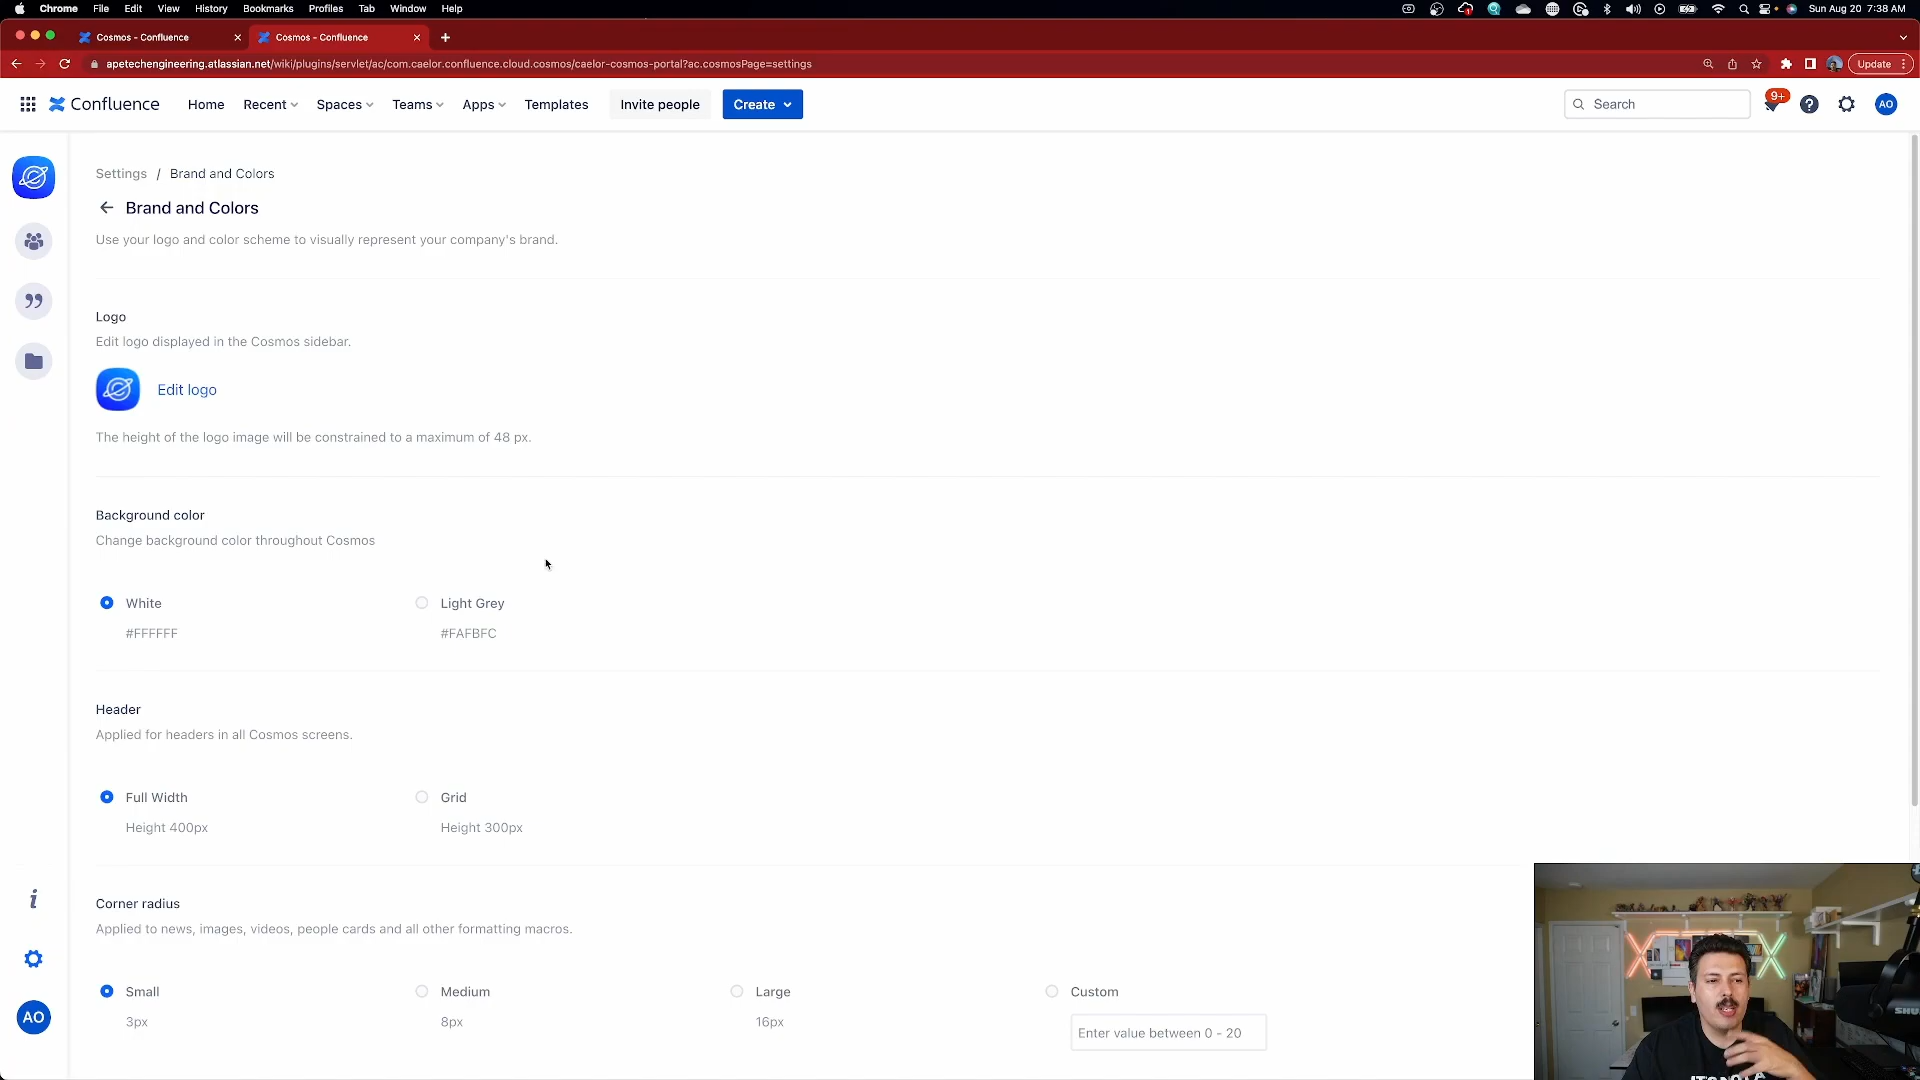 Chrome File Edit View History Bookmarks Profiles Tab Window Help Sun Aug 20 7:38 AM
Cosmos - Confluence Cosmos - Confluence
apetechengineering.atlassian.net/wiki/plugins/servlet/ac/com.caelor.confluence.cloud.cosmos/caelor-cosmos-portal?ac.cosmosPage=settings Update
Confluence Home Recent Spaces Teams Apps Templates Invite people Create Search 9+ AO
Settings / Brand and Colors
Brand and Colors
Use your logo and color scheme to visually represent your company's brand.
Logo
Edit logo displayed in the Cosmos sidebar.
Edit logo
The height of the logo image will be constrained to a maximum of 48 px.
Background color
Change background color throughout Cosmos
White Light Grey
#FFFFFF #FAFBFC
Header
Applied for headers in all Cosmos screens.
Full Width Grid
Height 400px Height 300px
Corner radius
Applied to news, images, videos, people cards and all other formatting macros.
Small Medium Large Custom
3px 8px 16px
Enter value between 0 - 20
AO